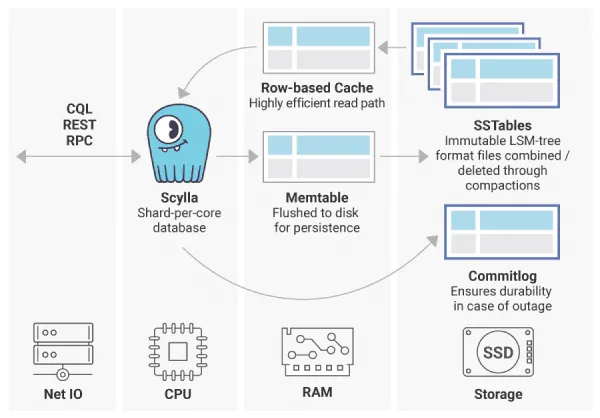 CQL
REST
RPC
Scylla
Shard-per-core
database
Row-based Cache
Highly efficient read path
Memtable
Flushed to disk
for persistence
SSTables
Immutable LSM-tree
format files combined /
deleted through
compactions
Commitlog
Ensures durability
in case of outage
Net IO
CPU
RAM
SSD
Storage